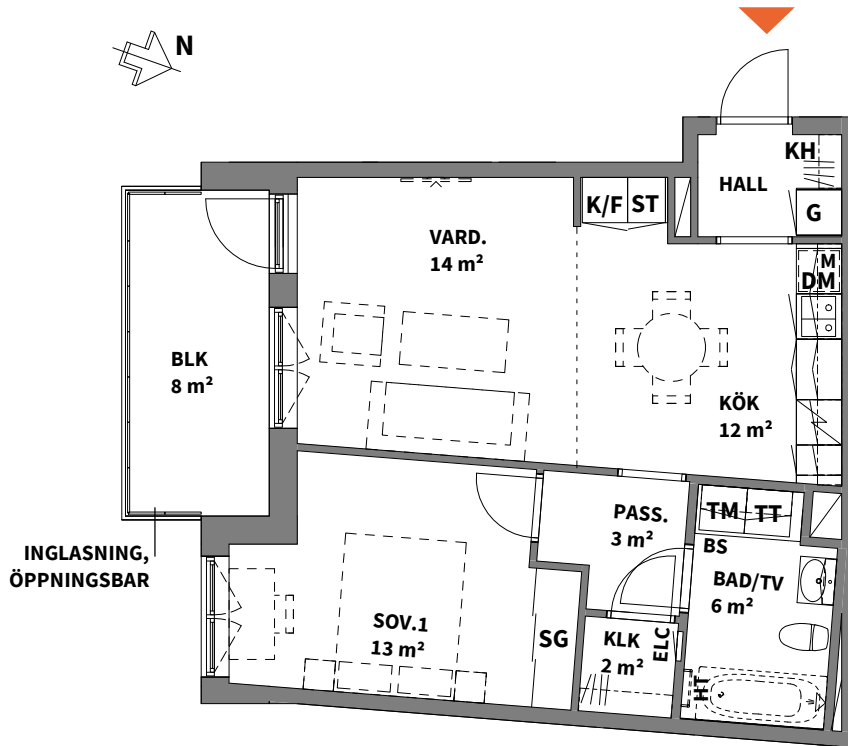 N
KH
HALL
G
K/F
ST
VARD.
14 m²
M
DM
BLK
8 m²
KÖK
12 m²
TM
TT
PASS.
3 m²
BS
INGLASNING,
ÖPPNINGSBAR
BAD/TV
6 m²
SOV.1
13 m²
SG
KLK
2 m²
ELC
HT